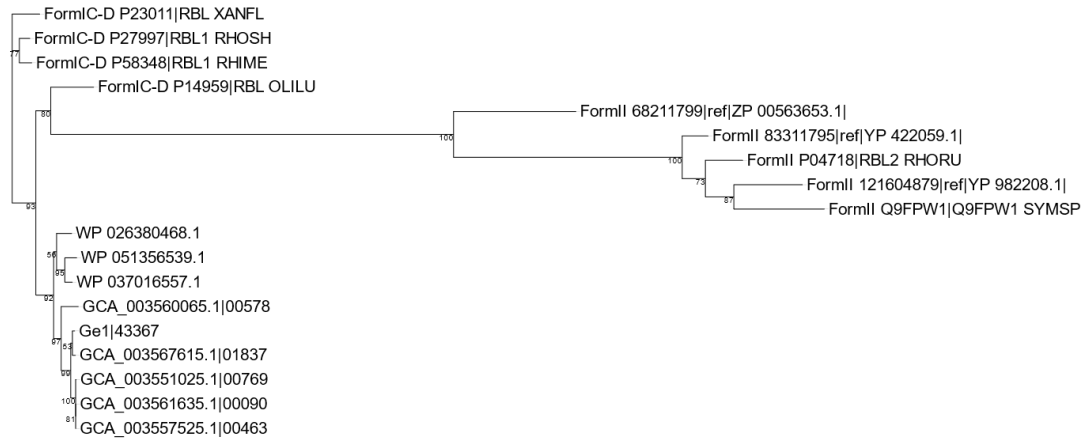 FormIC-D P23011|RBL XANFL
FormIC-D P27997|RBL1 RHOSH
77
FormIC-D P58348|RBL1 RHIME
FormIC-D P14959|RBL OLILU
80
FormII 68211799|ref|ZP 00563653.1|
100
FormII 83311795|ref|YP 422059.1|
100
FormII P04718|RBL2 RHORU
73
FormII 121604879|ref|YP 982208.1|
87
FormII Q9FPW1|Q9FPW1 SYMSP
93
WP 026380468.1
56
WP 051356539.1
95
WP 037016557.1
92
GCA_003560065.1|00578
Ge1|43367
97
53
GCA_003567615.1|01837
99
GCA_003551025.1|00769
100
GCA_003561635.1|00090
81
GCA_003557525.1|00463